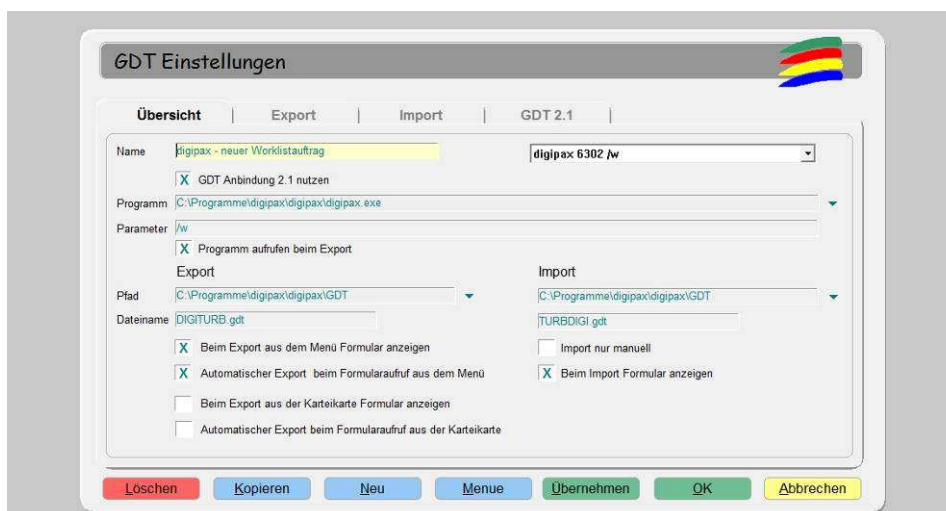 GDT Einstellungen
Übersicht | Export | Import | GDT 2.1 |
Name digipax - neuer Worklistauftrag digipax 6302 /w
X GDT Anbindung 2.1 nutzen
Programm C:\Programme\digipax\digipax\digipax.exe
Parameter /w
X Programm aufrufen beim Export
Export Import
Pfad C:\Programme\digipax\digipax\GDT C:\Programme\digipax\digipax\GDT
Dateiname DIGITURB.gdt TURBDIGI.gdt
X Beim Export aus dem Menü Formular anzeigen Import nur manuell
X Automatischer Export beim Formularaufruf aus dem Menü X Beim Import Formular anzeigen
Beim Export aus der Karteikarte Formular anzeigen
Automatischer Export beim Formularaufruf aus der Karteikarte
Löschen Kopieren Neu Menue Übernehmen OK Abbrechen